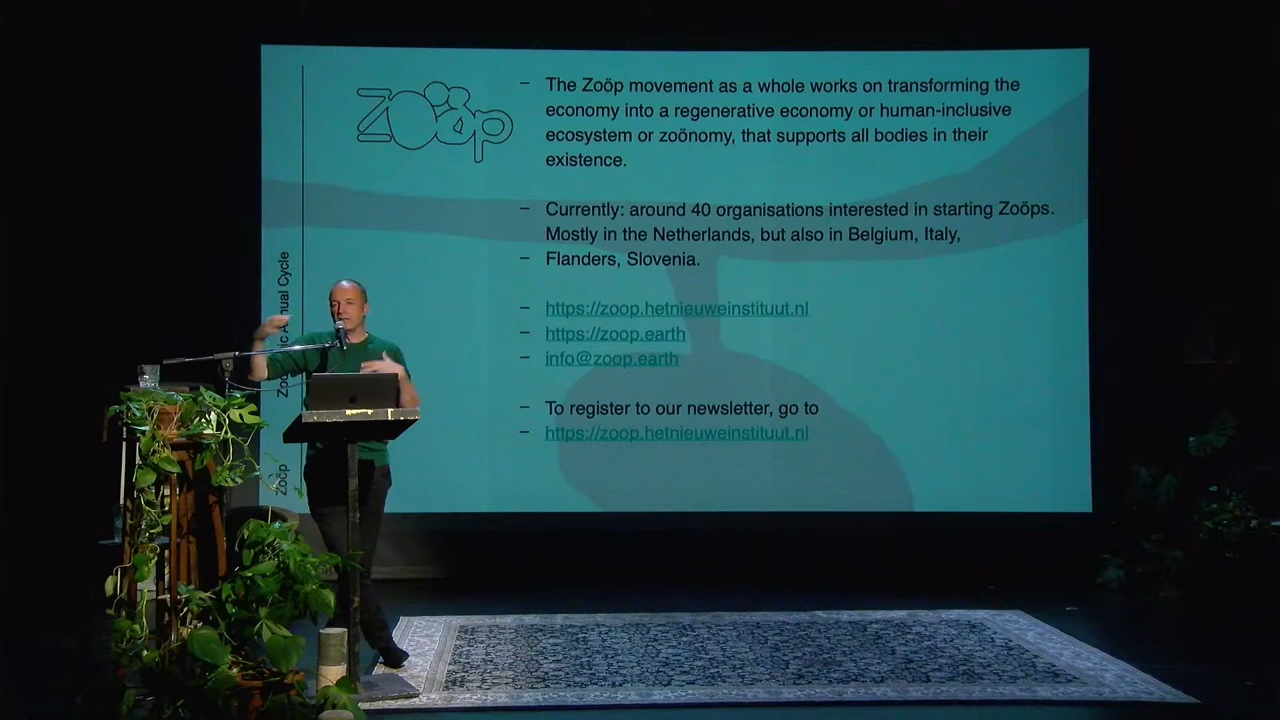 Zoöp
– The Zoöp movement as a whole works on transforming the
economy into a regenerative economy or human-inclusive
ecosystem or zoönomy, that supports all bodies in their
existence.
– Currently: around 40 organisations interested in starting Zoöps.
Mostly in the Netherlands, but also in Belgium, Italy,
– Flanders, Slovenia.
– https://zoop.hetnieuweinstituut.nl
– https://zoop.earth
– info@zoop.earth
– To register to our newsletter, go to
– https://zoop.hetnieuweinstituut.nl
Annual Cycle
Zoöp